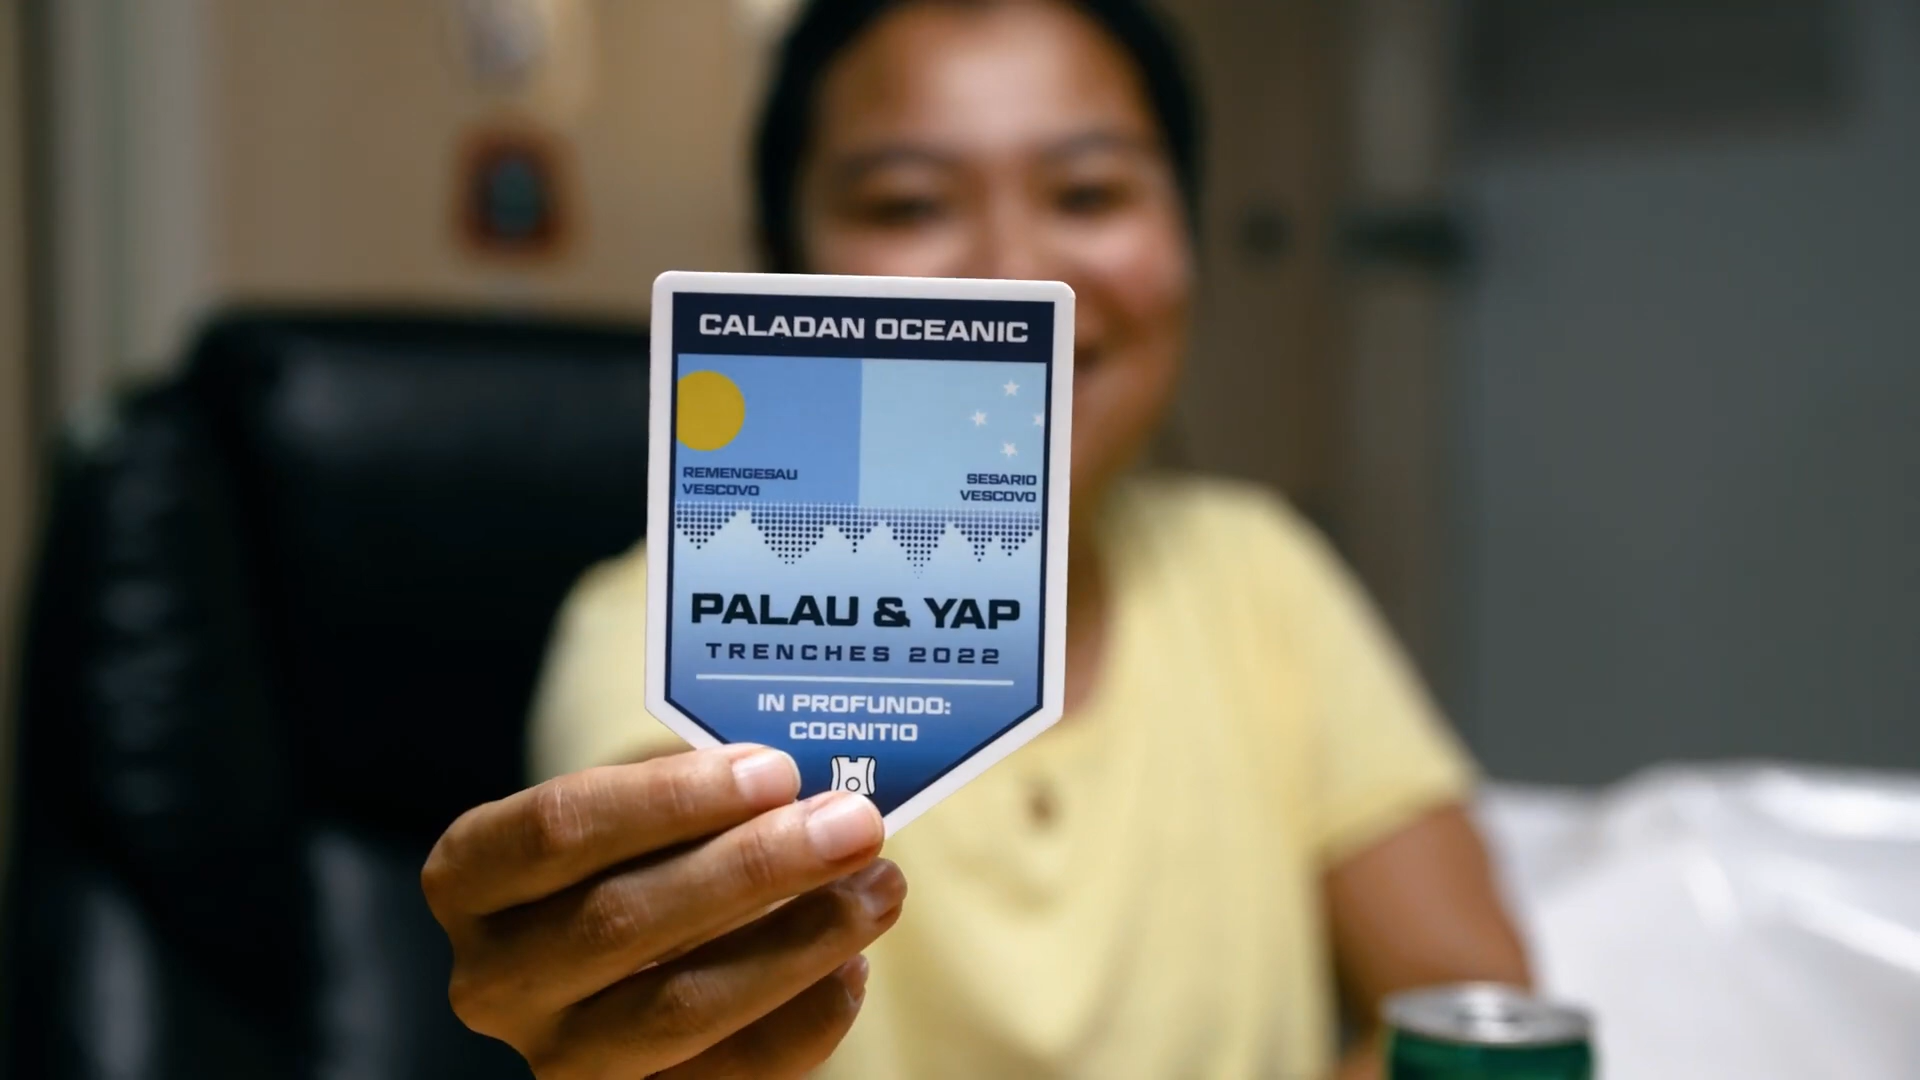 CALADAN OCEANIC
REMENGESAU
VESCOVO
SESARIO
VESCOVO
PALAU & YAP
TRENCHES 2022
IN PROFUNDO:
COGNITIO